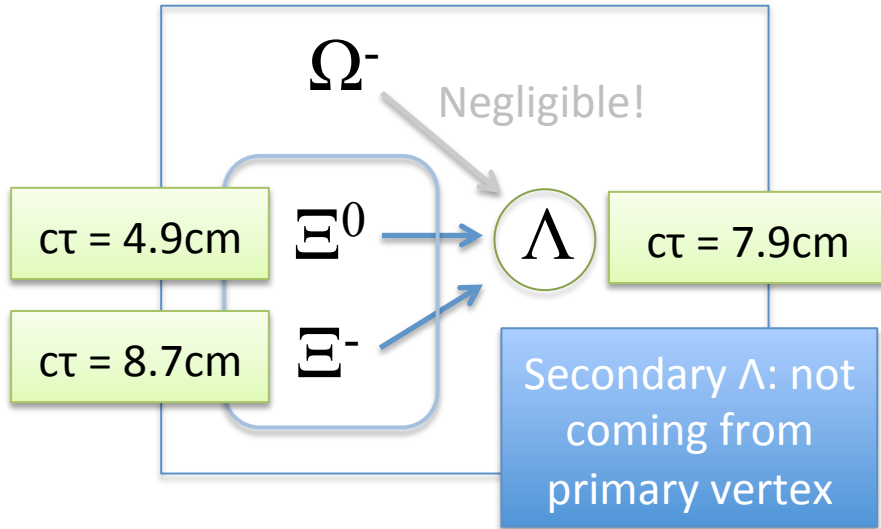 Ω-
Negligible!
cτ = 4.9cm
Ξ0
Λ
cτ = 7.9cm
cτ = 8.7cm
Ξ-
Secondary Λ: not
coming from
primary vertex